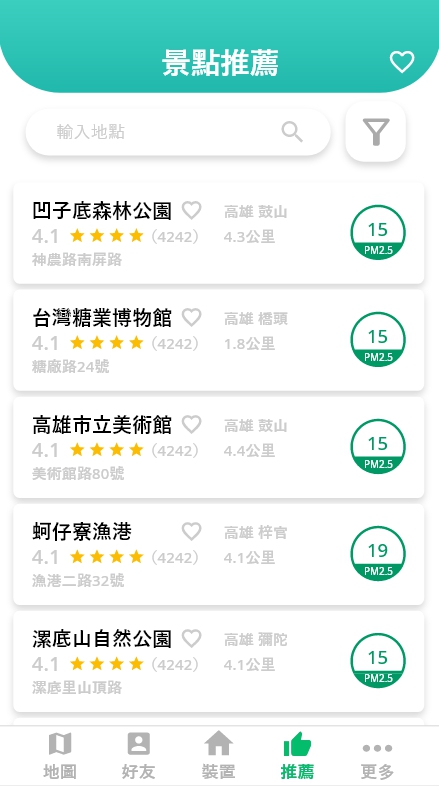 景點推薦
輸入地點
凹子底森林公園 高雄 鼓山
4.1 (4242) 4.3公里
神農路南屏路
15
PM2.5
台灣糖業博物館 高雄 橋頭
4.1 (4242) 1.8公里
糖廠路24號
15
PM2.5
高雄市立美術館 高雄 鼓山
4.1 (4242) 4.4公里
美術館路80號
15
PM2.5
蚵仔寮漁港 高雄 梓官
4.1 (4242) 4.1公里
漁港二路32號
19
PM2.5
漯底山自然公園 高雄 彌陀
4.1 (4242) 4.1公里
漯底里山頂路
15
PM2.5
地圖 好友 裝置 推薦 更多